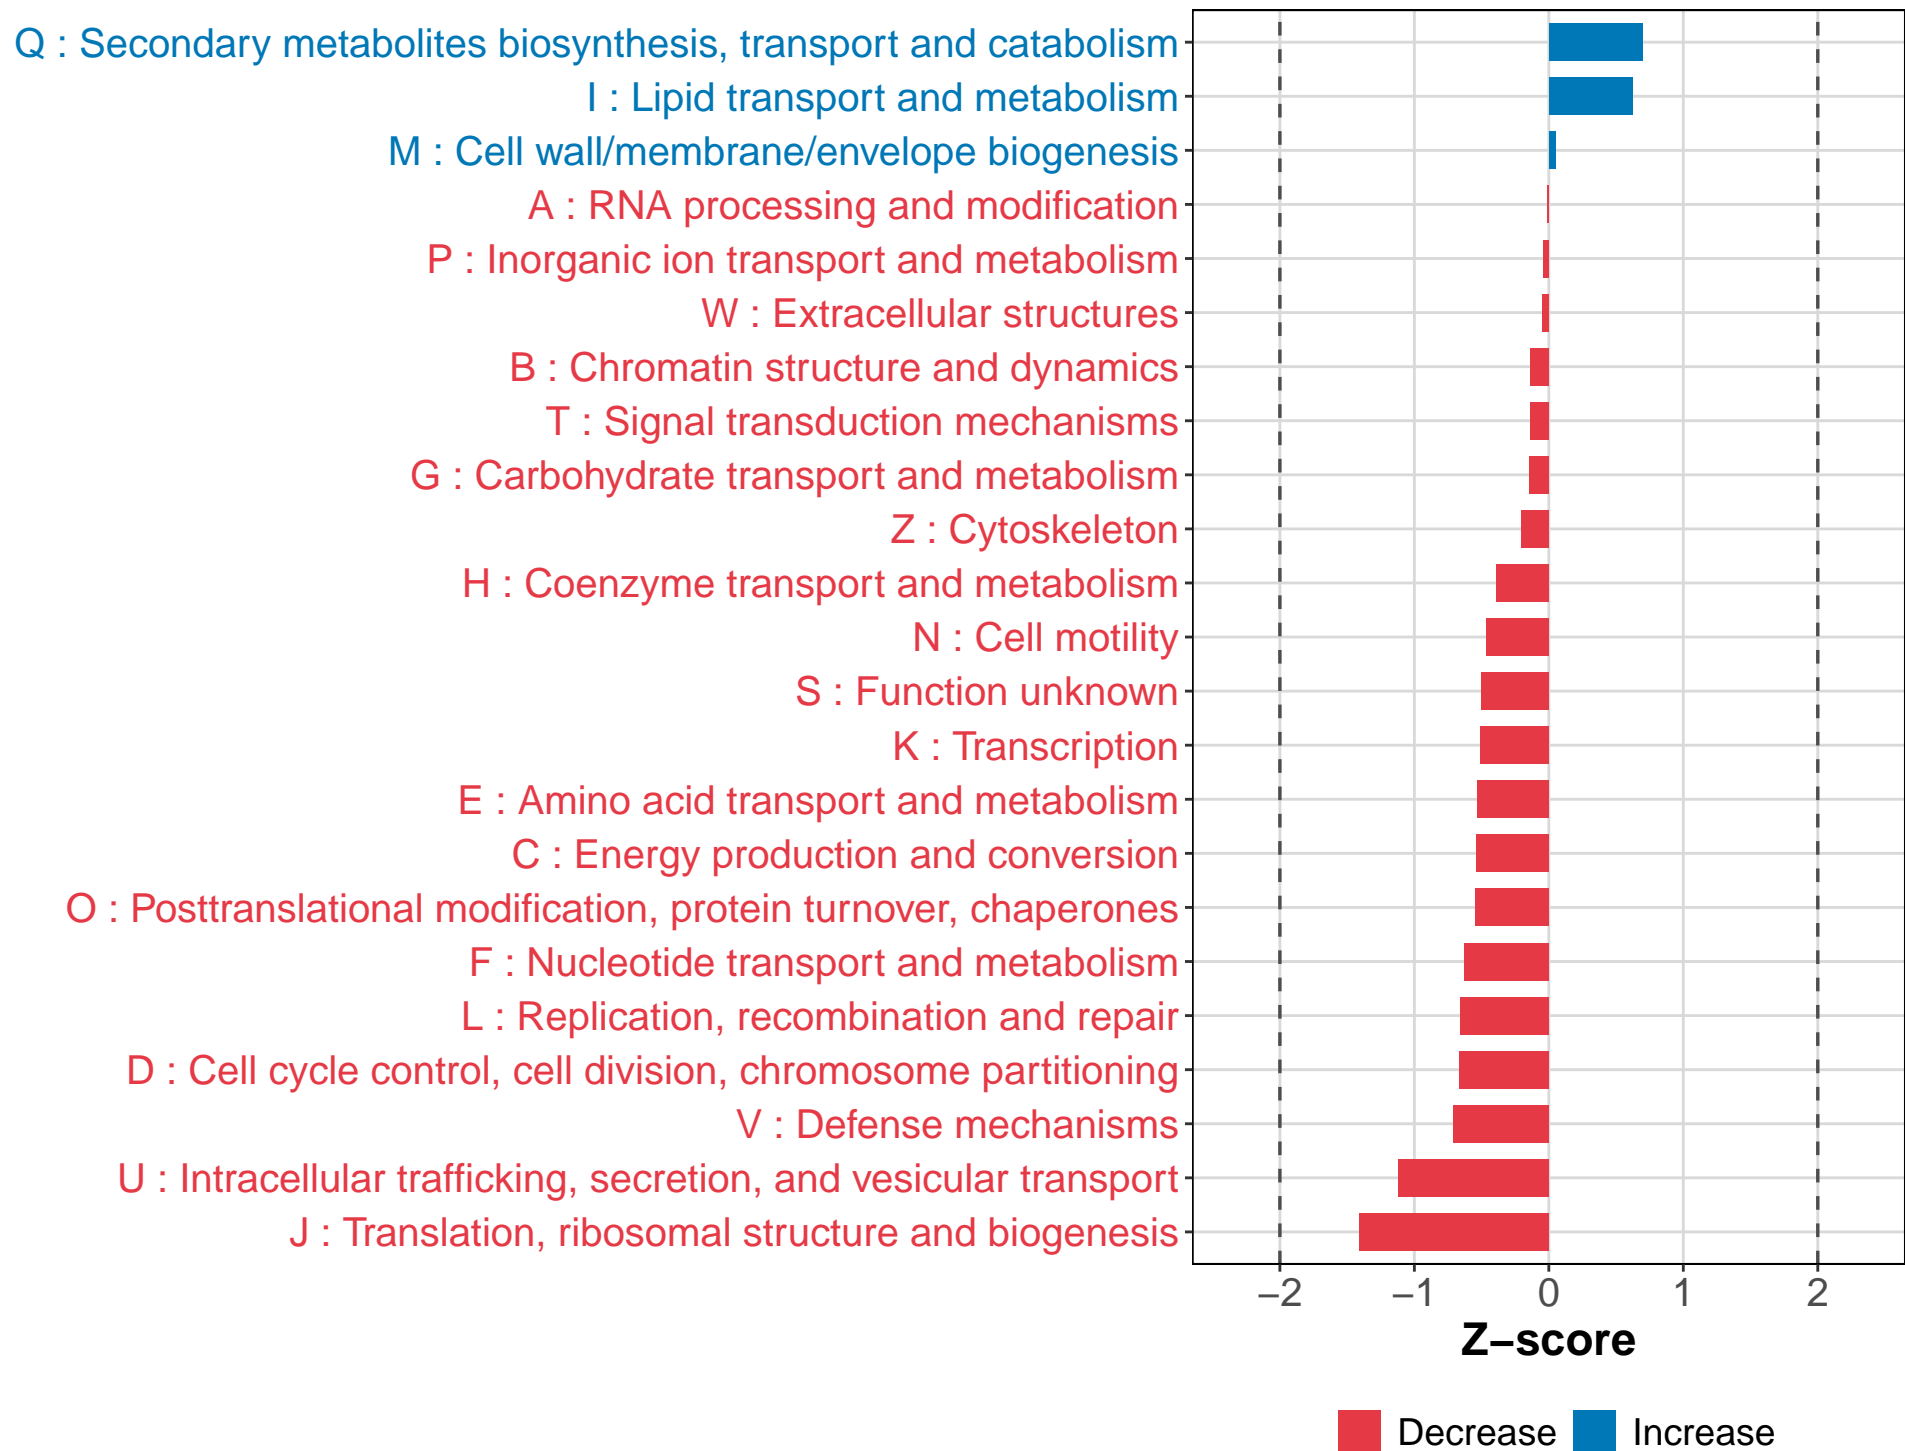 Q : Secondary metabolites biosynthesis, transport and catabolism
I : Lipid transport and metabolism
M : Cell wall/membrane/envelope biogenesis
A : RNA processing and modification
P : Inorganic ion transport and metabolism
W : Extracellular structures
B : Chromatin structure and dynamics
T : Signal transduction mechanisms
G : Carbohydrate transport and metabolism
Z : Cytoskeleton
H : Coenzyme transport and metabolism
N : Cell motility
S : Function unknown
K : Transcription
E : Amino acid transport and metabolism
C : Energy production and conversion
O : Posttranslational modification, protein turnover, chaperones
F : Nucleotide transport and metabolism
L : Replication, recombination and repair
D : Cell cycle control, cell division, chromosome partitioning
V : Defense mechanisms
U : Intracellular trafficking, secretion, and vesicular transport
J : Translation, ribosomal structure and biogenesis
−2 −1 0 1 2
Z−score
Decrease Increase